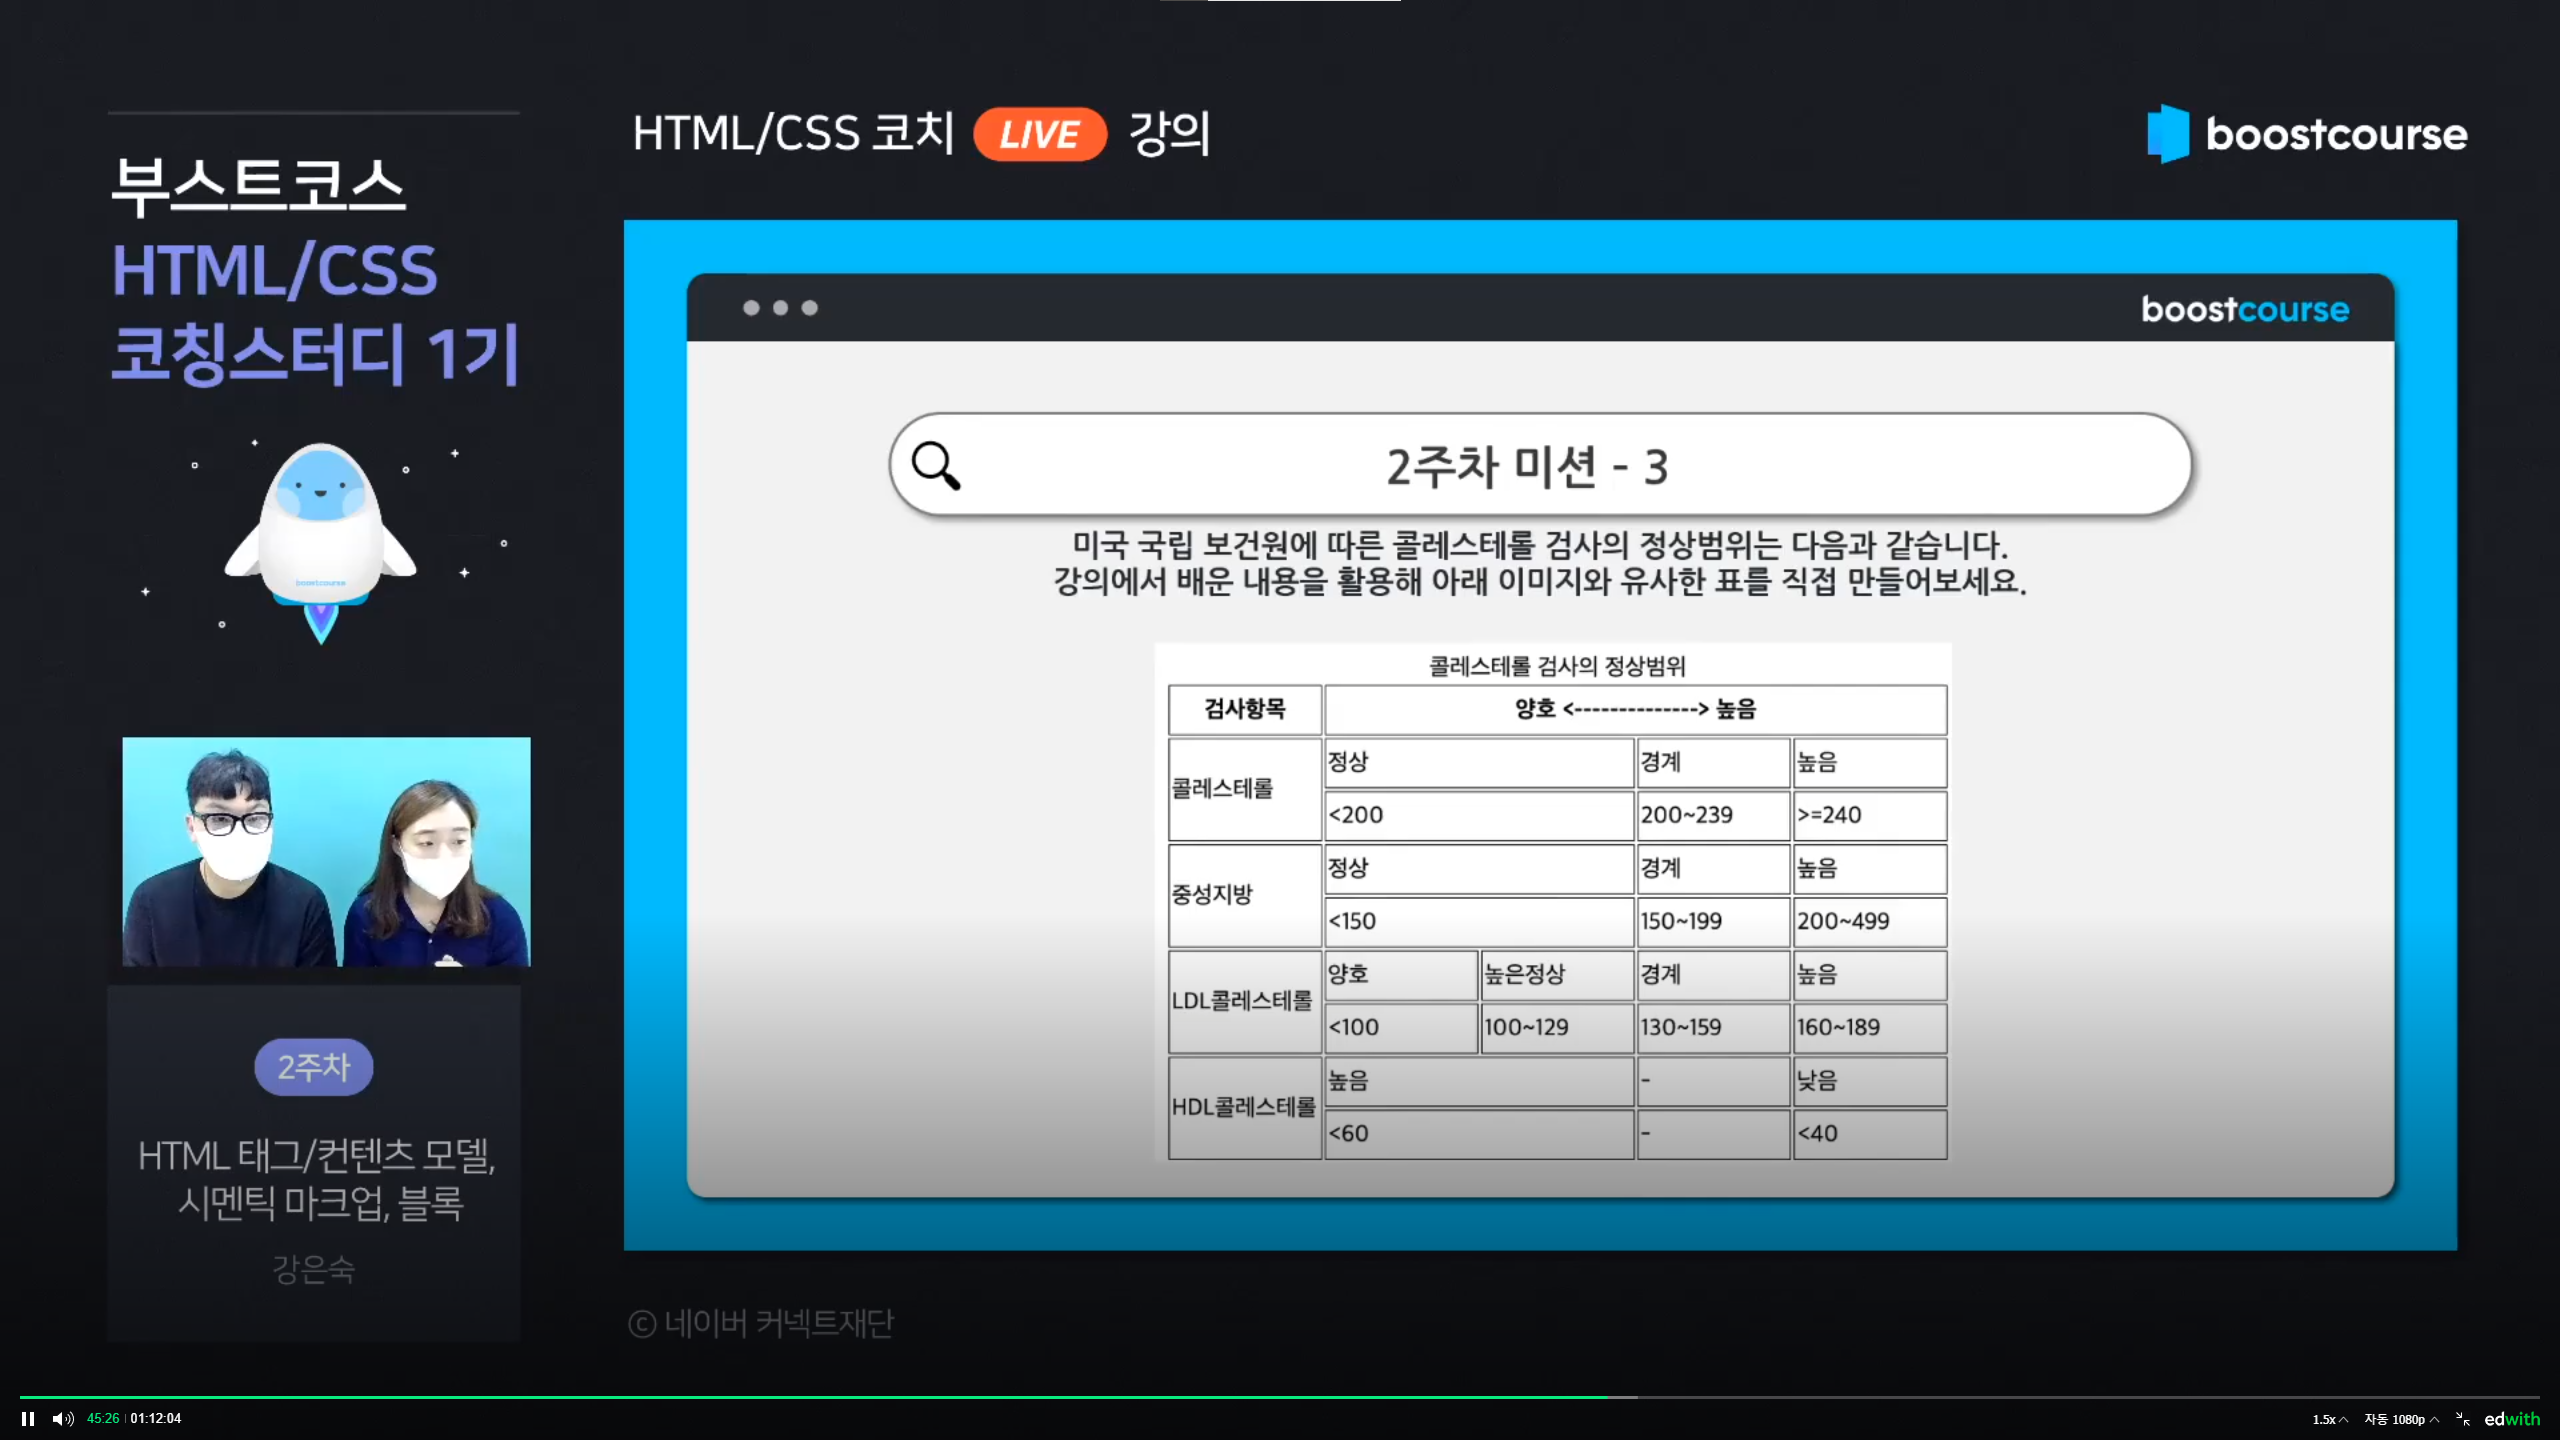 부스트코스
HTML/CSS
코칭스터디 1기
boostcourse
2주차
HTML 태그/컨텐츠 모델,
시멘틱 마크업, 블록
강은숙
HTML/CSS 코치 LIVE 강의
boostcourse
boostcourse
2주차 미션 - 3
미국 국립 보건원에 따른 콜레스테롤 검사의 정상범위는 다음과 같습니다.
강의에서 배운 내용을 활용해 아래 이미지와 유사한 표를 직접 만들어보세요.
콜레스테롤 검사의 정상범위
검사항목 양호 <--------------> 높음
콜레스테롤
정상 경계 높음
<200 200~239 >=240
중성지방
정상 경계 높음
<150 150~199 200~499
LDL콜레스테롤
양호 높은정상 경계 높음
<100 100~129 130~159 160~189
HDL콜레스테롤
높음 - 낮음
<60 - <40
ⓒ 네이버 커넥트재단
45:26 | 01:12:04
1.5x 자동 1080p edwith